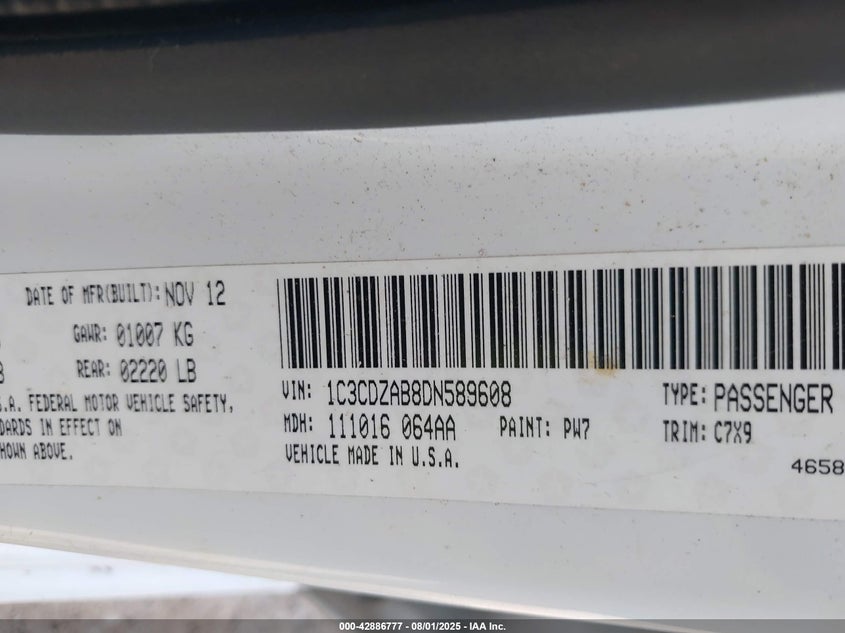 DATE OF MFR(BUILT): NOV 12
GAWR: 01007 KG
REAR: 02220 LB
S.A. FEDERAL MOTOR VEHICLE SAFETY,
DARDS IN EFFECT ON
HOWN ABOVE.
VIN: 1C3CDZAB8DN589608
TYPE: PASSENGER
MDH: 111016 064AA
PAINT: PW7
TRIM: C7X9
VEHICLE MADE IN U.S.A.
4658
000-42886777 - 08/01/2025 - IAA Inc.